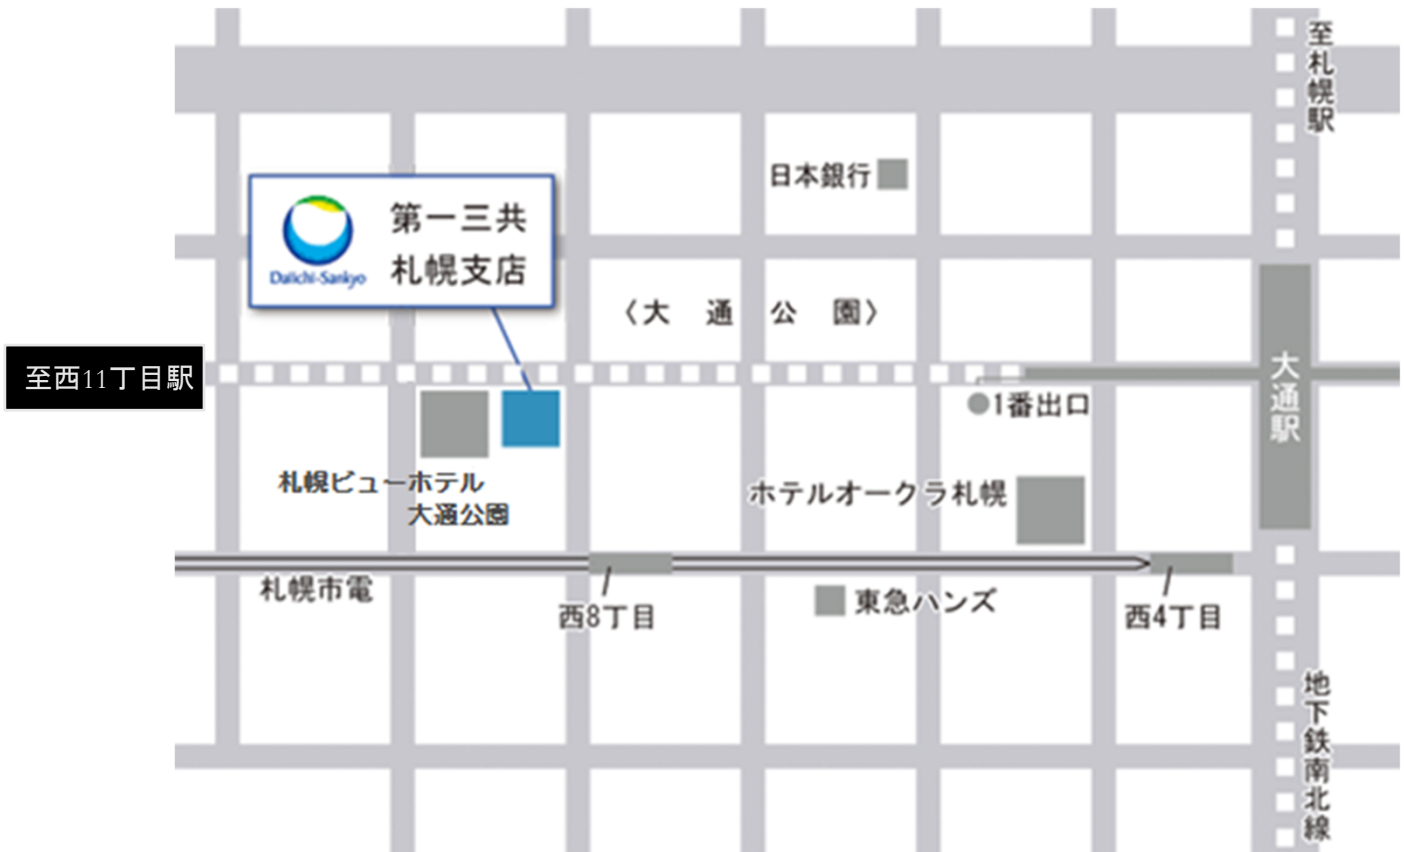 至札幌駅
日本銀行
第一三共
札幌支店
Daiichi-Sankyo
〈大 通 公 園〉
至西11丁目駅
大通駅
1番出口
札幌ビューホテル
大通公園
ホテルオークラ札幌
札幌市電
西8丁目
東急ハンズ
西4丁目
地下鉄南北線